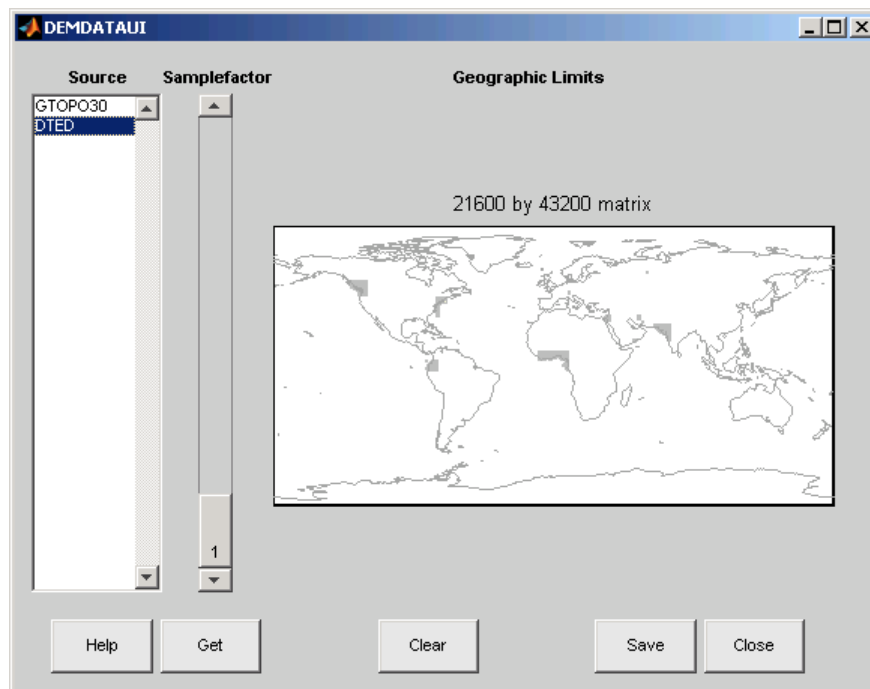 DEMDATAUI
Source Samplefactor Geographic Limits
GTOPO30
DTED
21600 by 43200 matrix
1
Help Get Clear Save Close